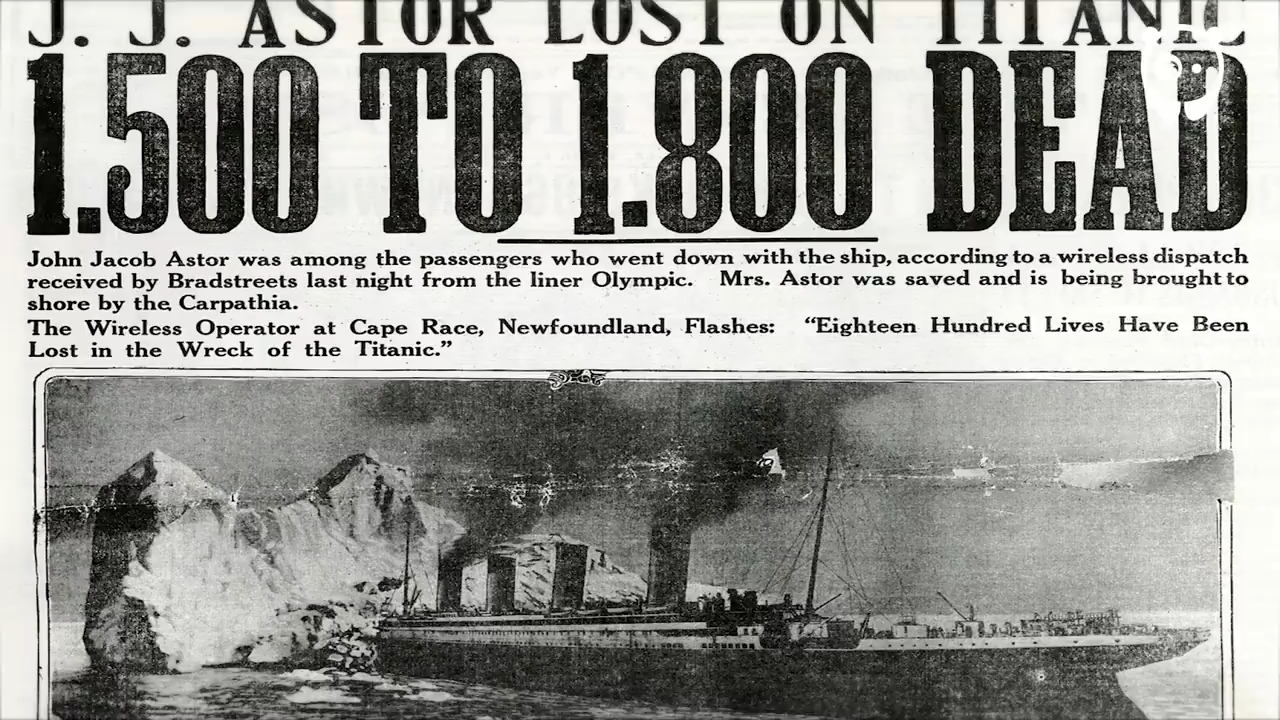 J. J. ASTOR LOST ON TITANIC
1.500 TO 1.800 DEAD
John Jacob Astor was among the passengers who went down with the ship, according to a wireless dispatch
received by Bradstreets last night from the liner Olympic. Mrs. Astor was saved and is being brought to
shore by the Carpathia.
The Wireless Operator at Cape Race, Newfoundland, Flashes: “Eighteen Hundred Lives Have Been
Lost in the Wreck of the Titanic.”